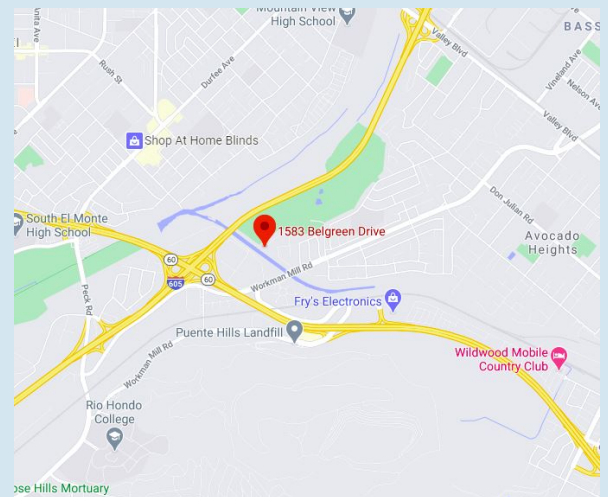 Mountain View
High School
Valley Blvd
BASS
Anita Ave
Rush St
Durfee Ave
Vineland Ave
Nelson Ave
Valley Blvd
Shop At Home Blinds
Don Julian Rd
South El Monte
High School
1583 Belgreen Drive
Avocado
Heights
60
605
60
Workman Mill Rd
Peck Rd
Fry's Electronics
Puente Hills Landfill
Workman Mill Rd
Wildwood Mobile
Country Club
Rio Hondo
College
ose Hills Mortuary